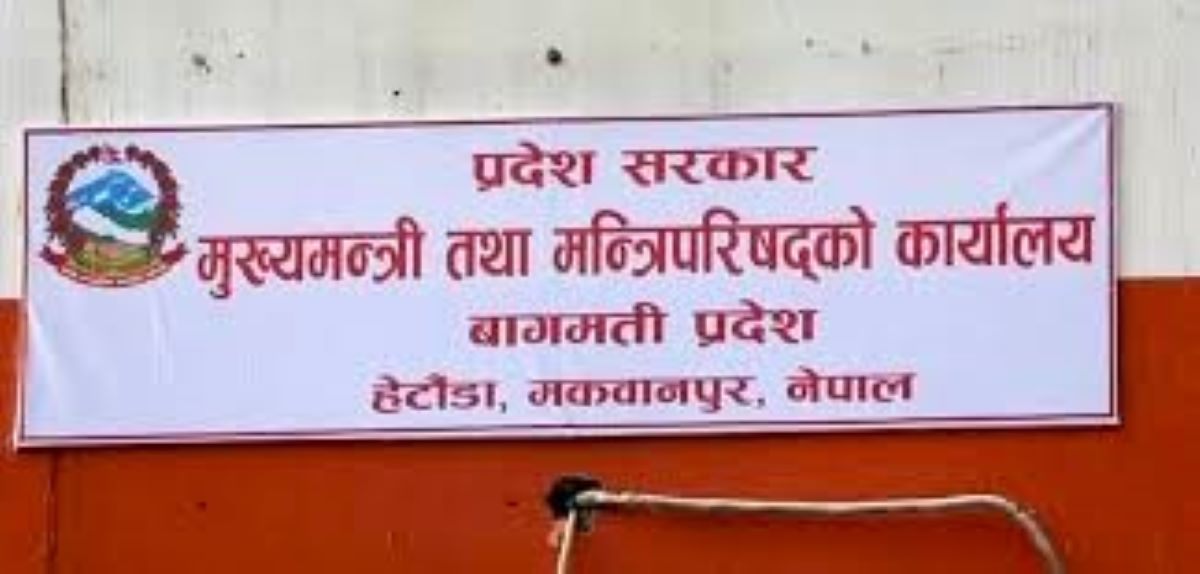 प्रदेश सरकार
मुख्यमन्त्री तथा मन्त्रिपरिषद्को कार्यालय
बागमती प्रदेश
हेटौंडा, मकवानपुर, नेपाल